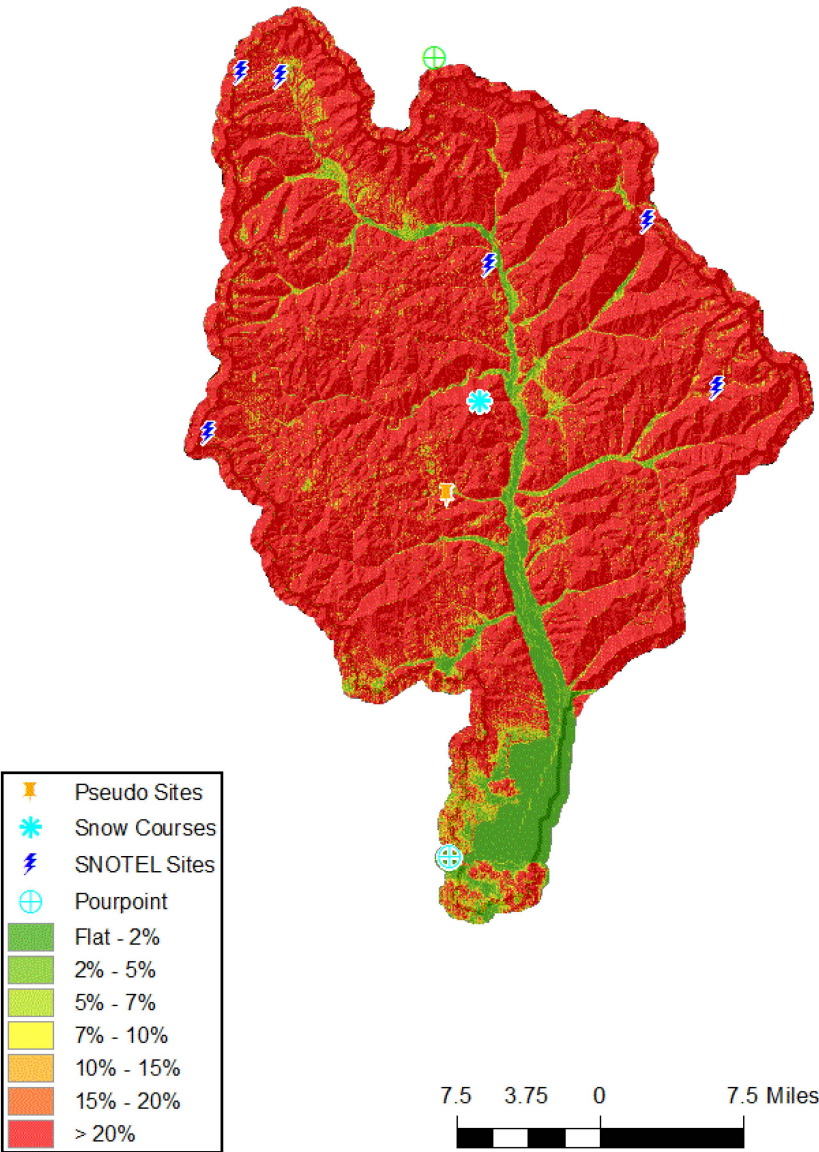 Pseudo Sites
Snow Courses
SNOTEL Sites
Pourpoint
Flat - 2%
2% - 5%
5% - 7%
7% - 10%
10% - 15%
15% - 20%
> 20%
7.5 3.75 0 7.5 Miles